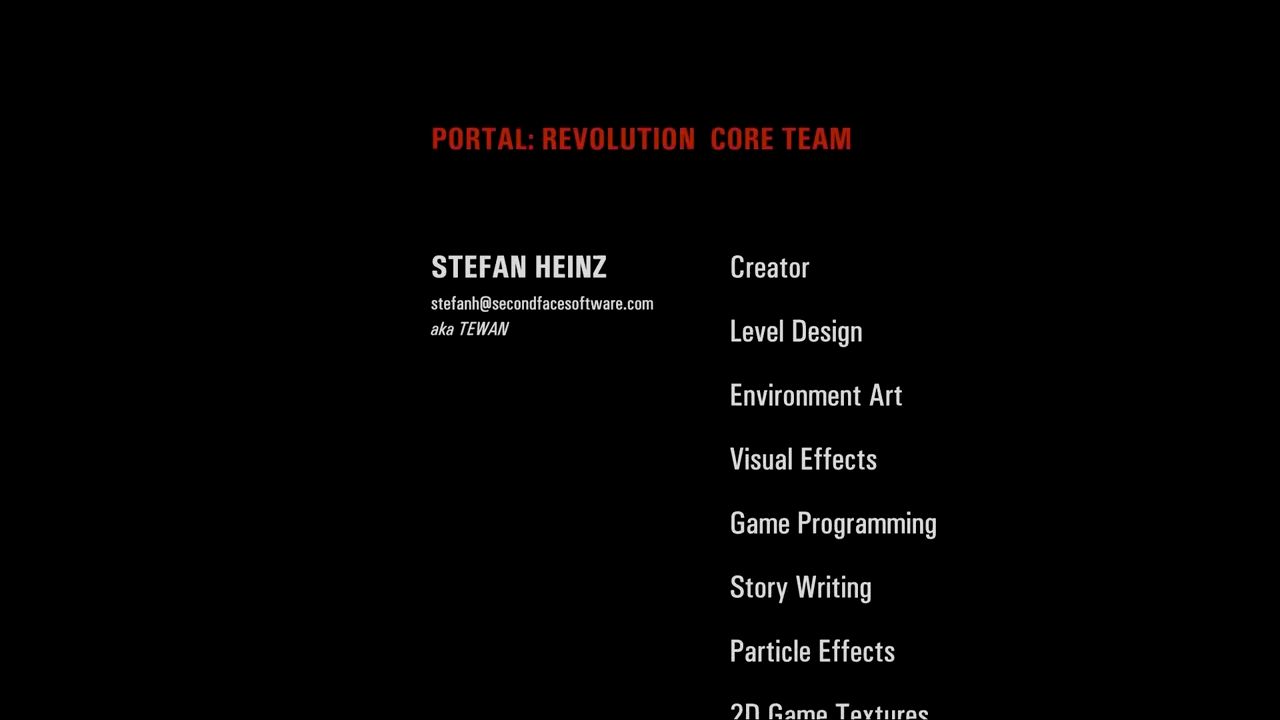 PORTAL: REVOLUTION CORE TEAM
STEFAN HEINZ
stefanh@secondfacesoftware.com
aka TEWAN
Creator
Level Design
Environment Art
Visual Effects
Game Programming
Story Writing
Particle Effects
2D Game Textures